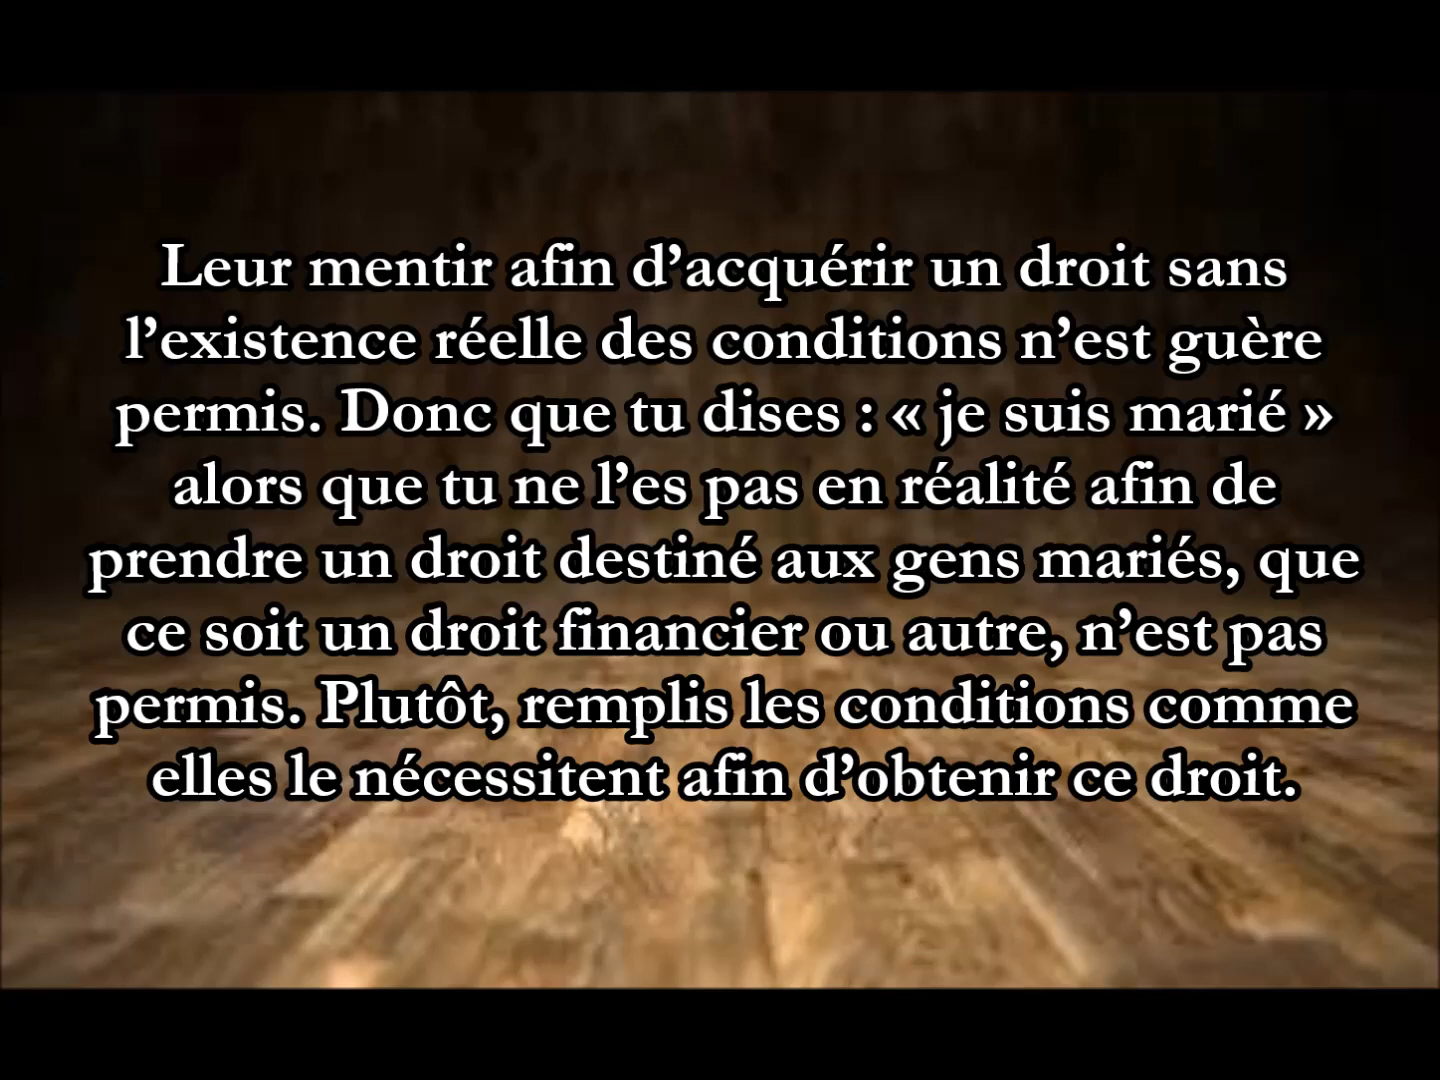 Leur mentir afin d’acquérir un droit sans
l’existence réelle des conditions n’est guère
permis. Donc que tu dises : « je suis marié »
alors que tu ne l’es pas en réalité afin de
prendre un droit destiné aux gens mariés, que
ce soit un droit financier ou autre, n’est pas
permis. Plutôt, remplis les conditions comme
elles le nécessitent afin d’obtenir ce droit.